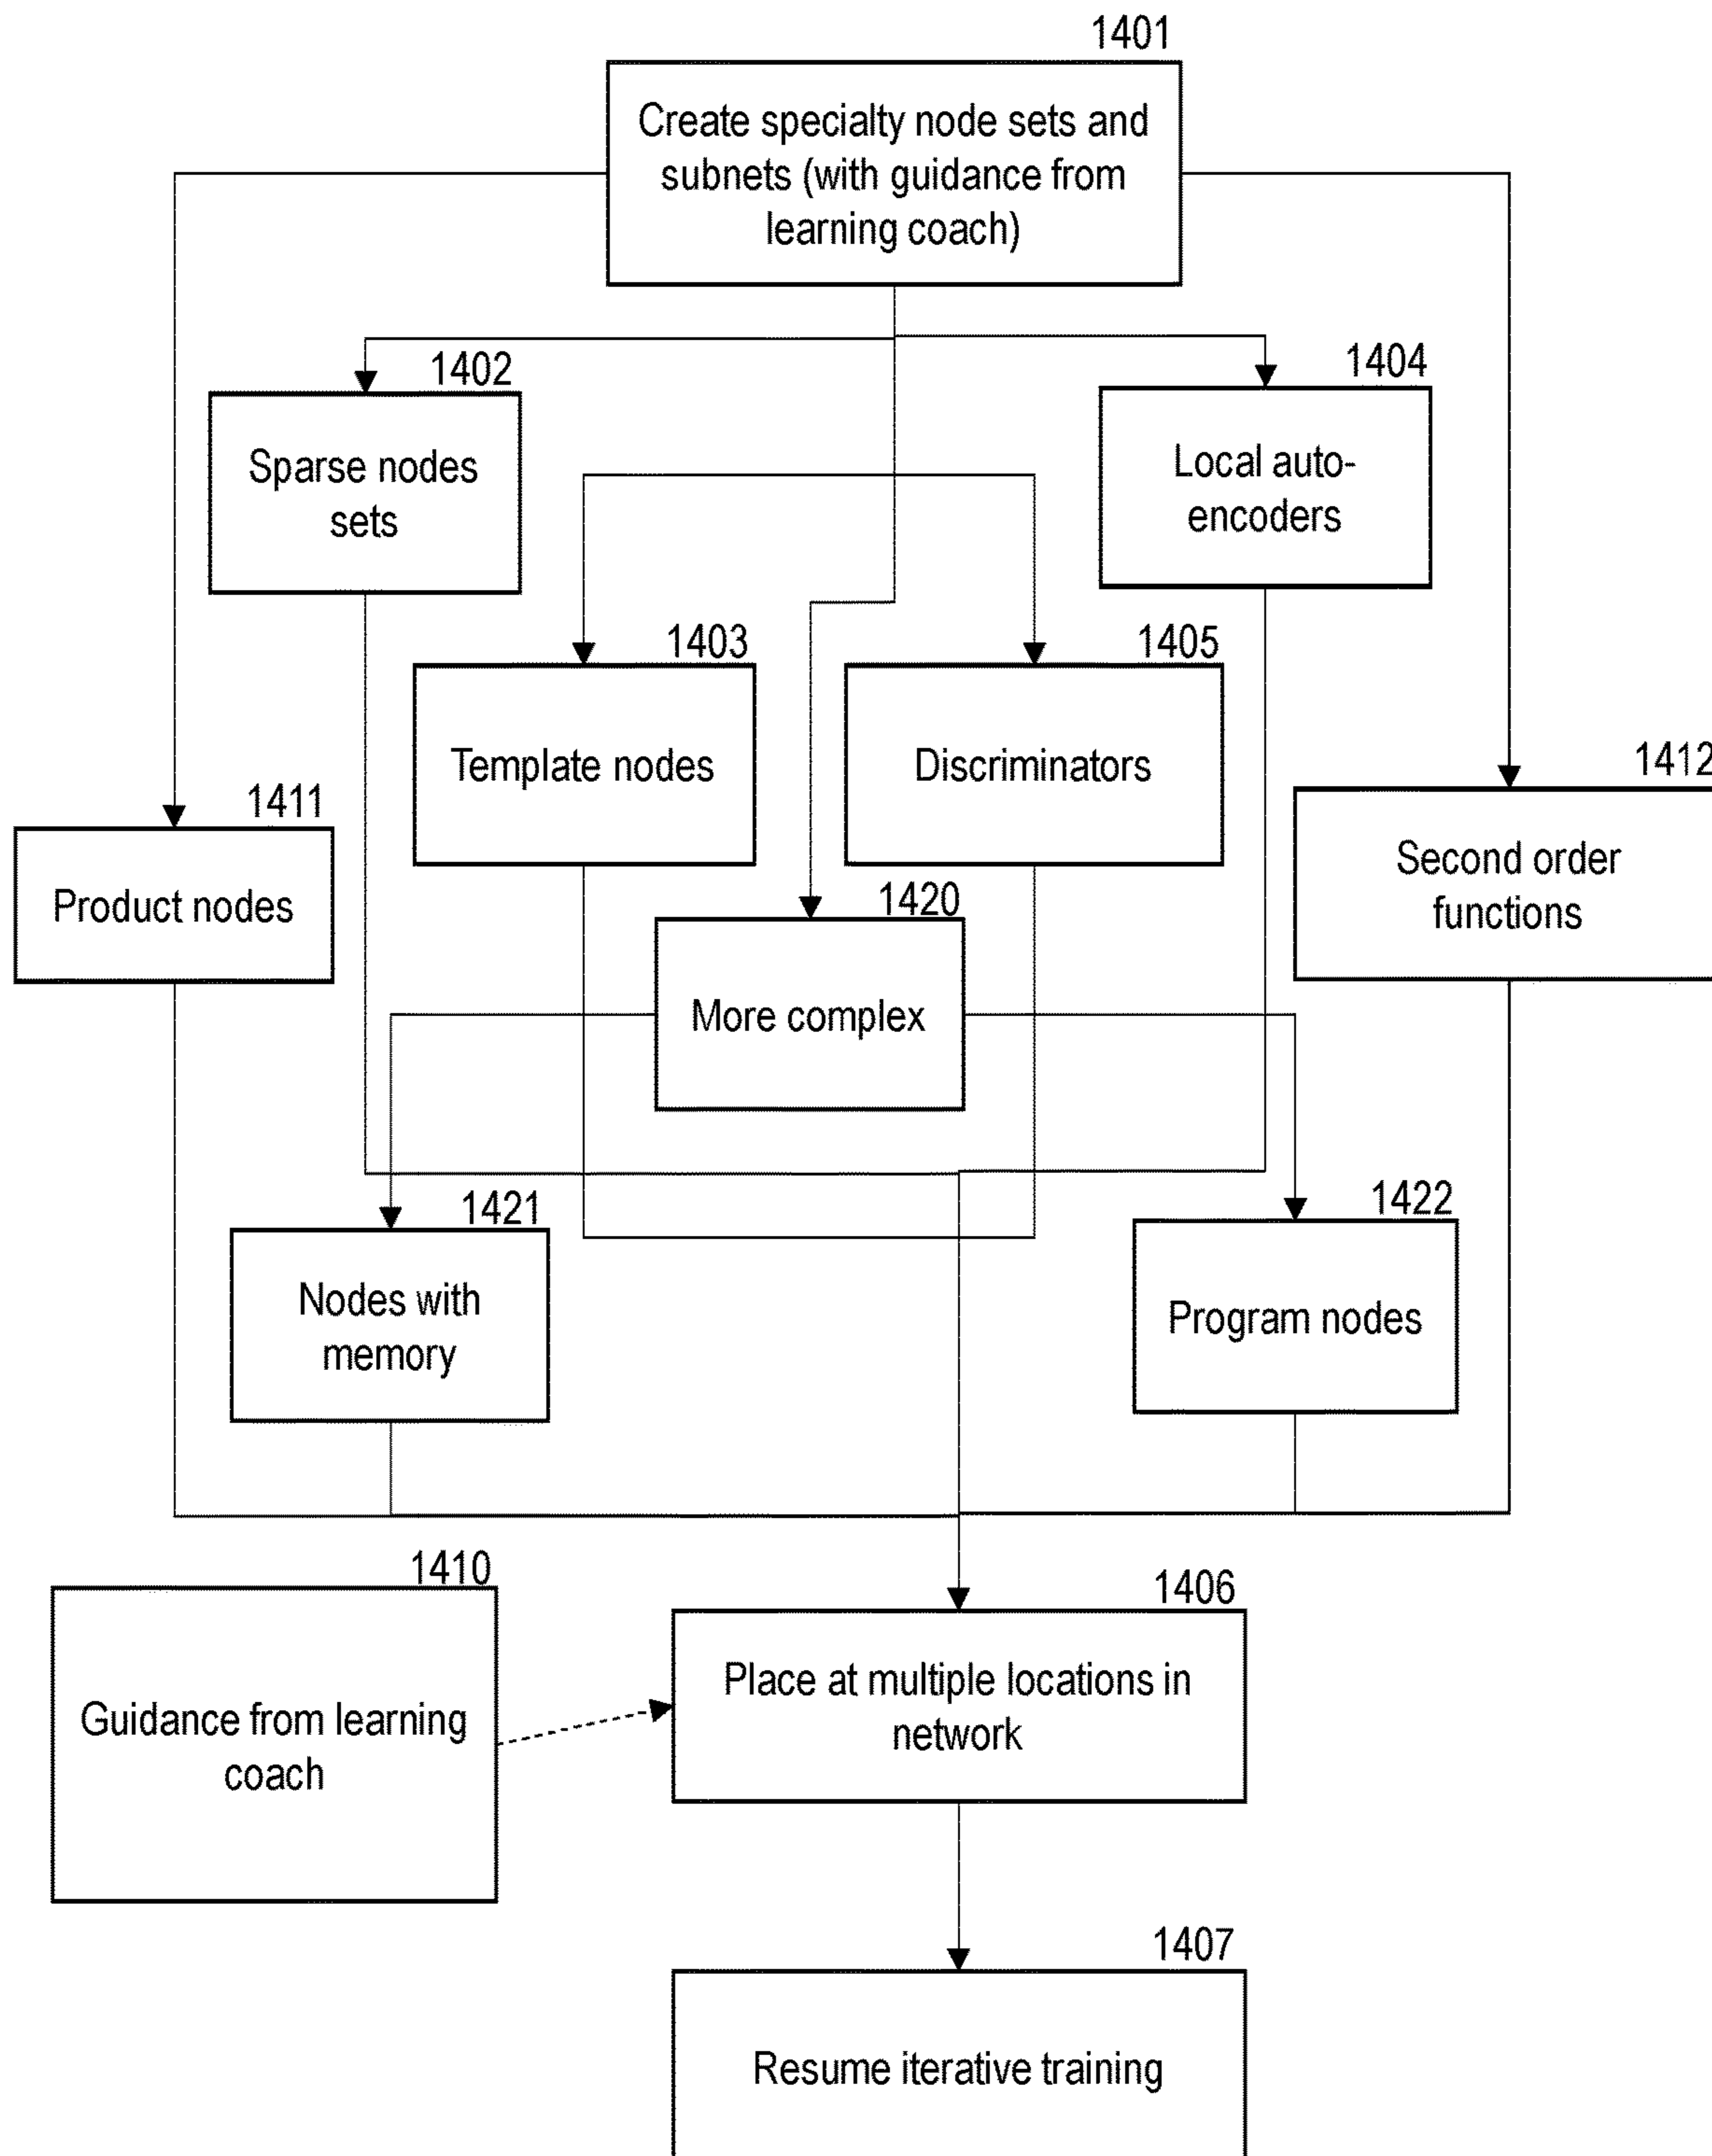 1401
Create specialty node sets and
subnets (with guidance from
learning coach)
1402
Sparse nodes
sets
1404
Local auto-
encoders
1403
Template nodes
1405
Discriminators
1411
Product nodes
1412
Second order
functions
1420
More complex
1421
Nodes with
memory
1422
Program nodes
1410
Guidance from learning
coach
1406
Place at multiple locations in
network
1407
Resume iterative training